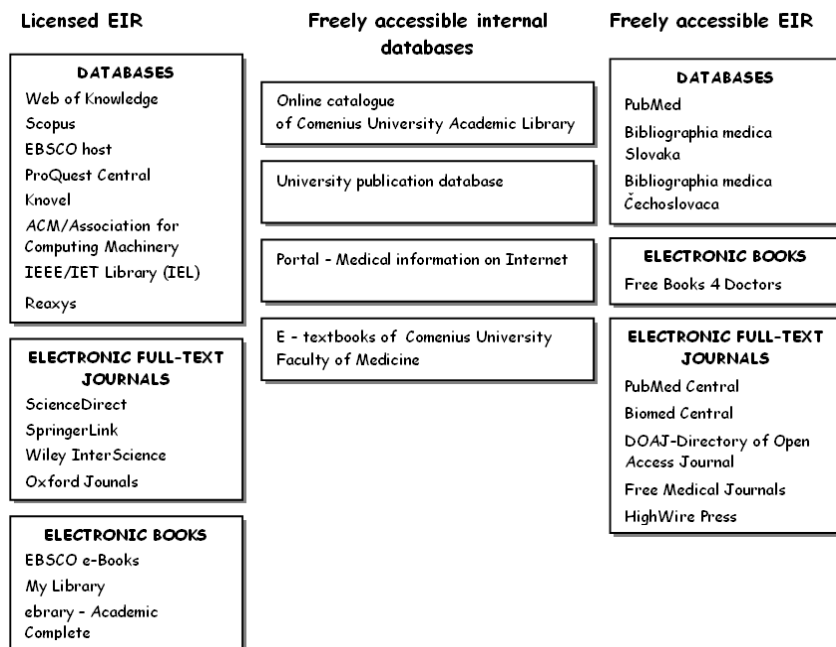 Licensed EIR
DATABASES
Web of Knowledge
Scopus
EBSCO host
ProQuest Central
Knovel
ACM/Association for
Computing Machinery
IEEE/IET Library (IEL)
Reaxys
ELECTRONIC FULL-TEXT
JOURNALS
ScienceDirect
SpringerLink
Wiley InterScience
Oxford Jounals
ELECTRONIC BOOKS
EBSCO e-Books
My Library
ebrary - Academic
Complete
Freely accessible internal
databases
Online catalogue
of Comenius University Academic Library
University publication database
Portal - Medical information on Internet
E - textbooks of Comenius University
Faculty of Medicine
Freely accessible EIR
DATABASES
PubMed
Bibliographia medica
Slovaka
Bibliographia medica
Čechoslovaca
ELECTRONIC BOOKS
Free Books 4 Doctors
ELECTRONIC FULL-TEXT
JOURNALS
PubMed Central
Biomed Central
DOAJ-Directory of Open
Access Journal
Free Medical Journals
HighWire Press